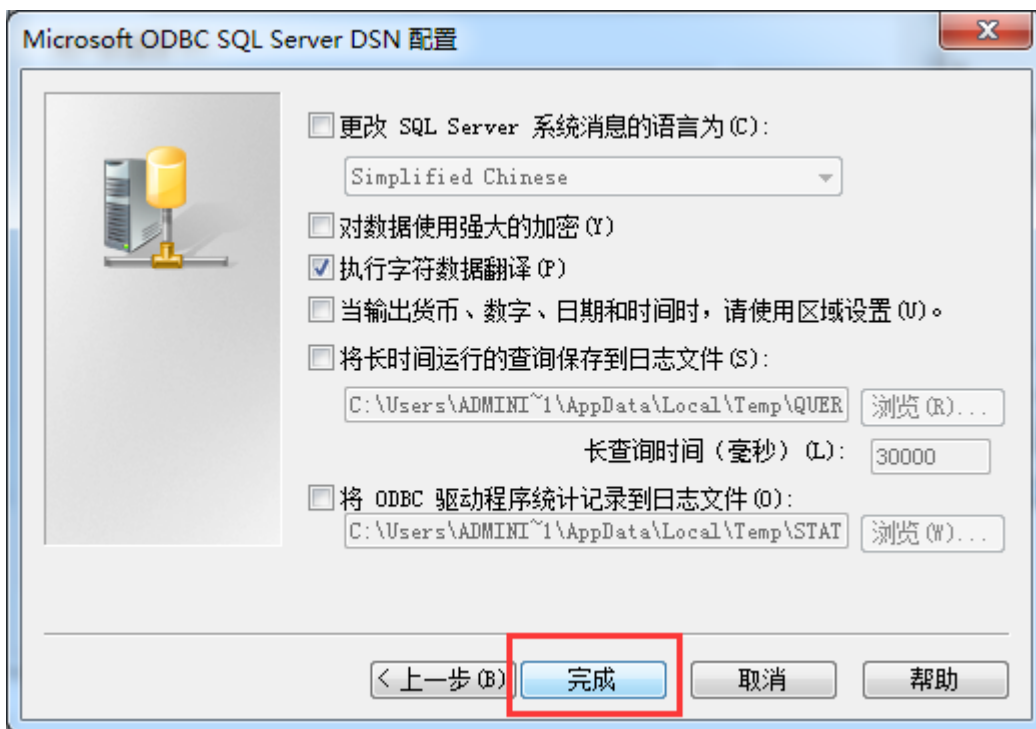 Microsoft ODBC SQL Server DSN 配置
更改 SQL Server 系统消息的语言为(C):
Simplified Chinese
对数据使用强大的加密(Y)
执行字符数据翻译(P)
当输出货币、数字、日期和时间时，请使用区域设置(U)。
将长时间运行的查询保存到日志文件(S):
C:\Users\ADMINI~1\AppData\Local\Temp\QUER 浏览(R)...
长查询时间（毫秒）(L): 30000
将 ODBC 驱动程序统计记录到日志文件(O):
C:\Users\ADMINI~1\AppData\Local\Temp\STAT 浏览(W)...
< 上一步(B) 完成 取消 帮助